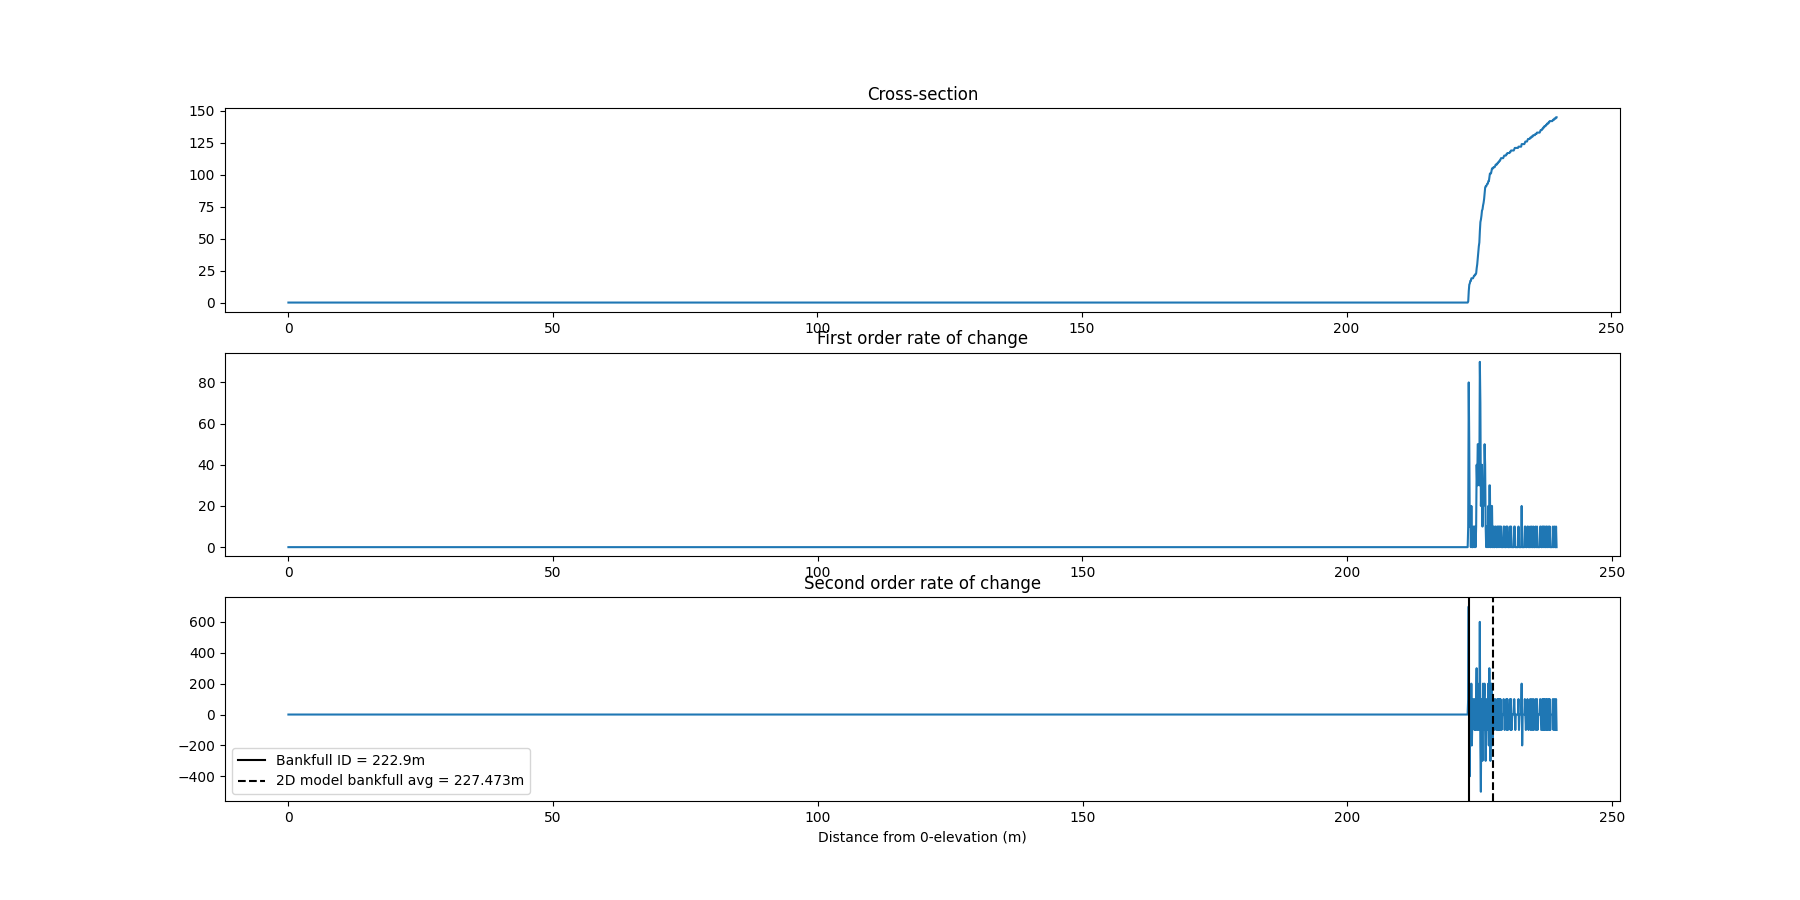 Cross-section
150
125
100
75
50
25
0
0 50 100 150 200 250
First order rate of change
80
60
40
20
0
0 50 100 150 200 250
Second order rate of change
600
400
200
0
−200
−400
Bankfull ID = 222.9m
2D model bankfull avg = 227.473m
0 50 100 150 200 250
Distance from 0-elevation (m)